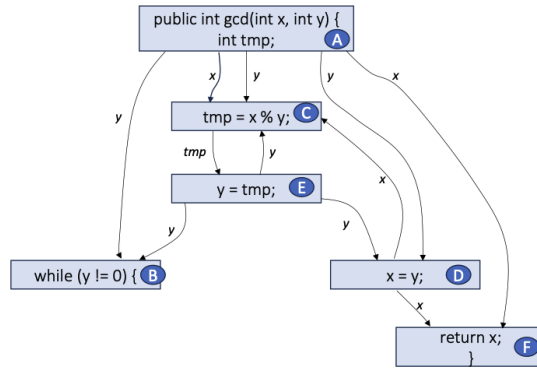 public int gcd(int x, int y) {
int tmp; A
x y y x
y
tmp = x % y; C
tmp y x
y = tmp; E
y y
while (y != 0) { B
x = y; D
x
return x; F
}